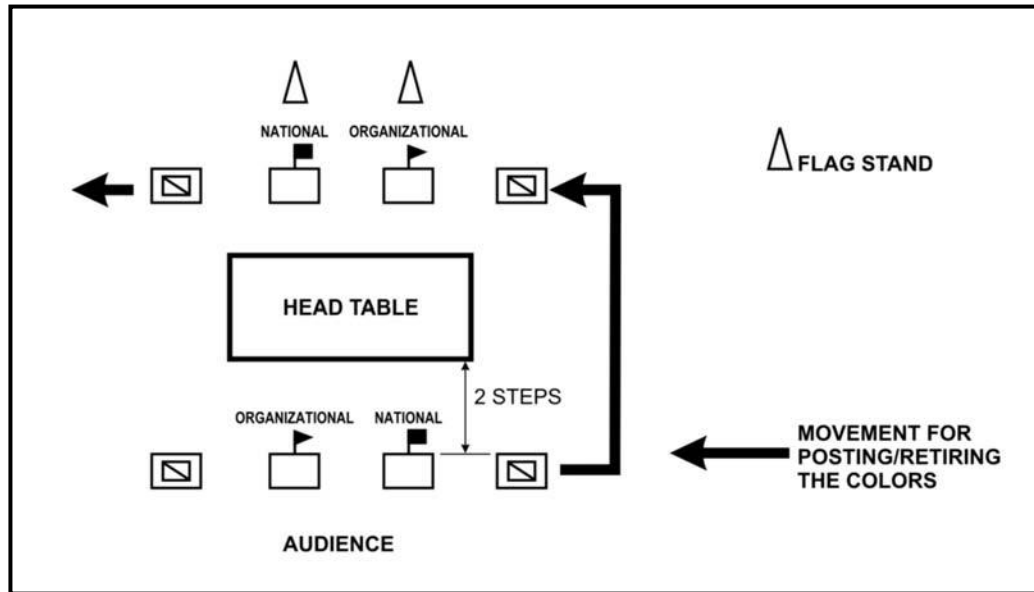 NATIONAL
ORGANIZATIONAL
FLAG STAND
HEAD TABLE
2 STEPS
ORGANIZATIONAL
NATIONAL
MOVEMENT FOR
POSTING/RETIRING
THE COLORS
AUDIENCE